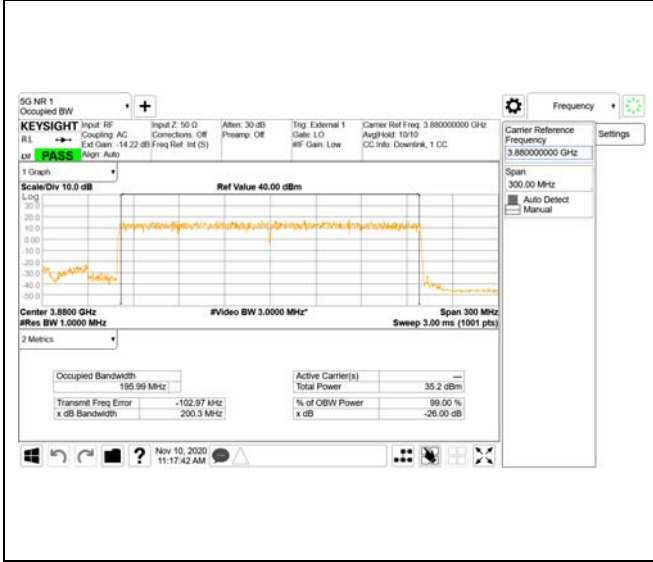 5G NR 1
Occupied BW
Frequency
Settings
KEYSIGHT
R L
PASS
Input: RF
Coupling: AC
Ext Gain: -14.22 dB
Align: Auto
Input Z: 50 Ω
Corrections: Off
Freq Ref: Int (S)
Atten: 30 dB
Preamp: Off
Trig: External 1
Gate: LO
#IF Gain: Low
Carrier Ref Freq: 3.880000000 GHz
Avg|Hold: 10/10
CC Info: Downlink, 1 CC
Carrier Reference
Frequency
3.880000000 GHz
Span
300.00 MHz
Auto Detect
Manual
1 Graph
Scale/Div 10.0 dB
Ref Value 40.00 dBm
Log
30.0
20.0
10.0
0.00
-10.0
-20.0
-30.0
-40.0
-50.0
Center 3.8800 GHz
#Video BW 3.0000 MHz*
Span 300 MHz
#Res BW 1.0000 MHz
Sweep 3.00 ms (1001 pts)
2 Metrics
Occupied Bandwidth
195.99 MHz
Transmit Freq Error -102.97 kHz
x dB Bandwidth 200.3 MHz
Active Carrier(s) ---
Total Power 35.2 dBm
% of OBW Power 99.00 %
x dB -26.00 dB
Nov 10, 2020
11:17:42 AM